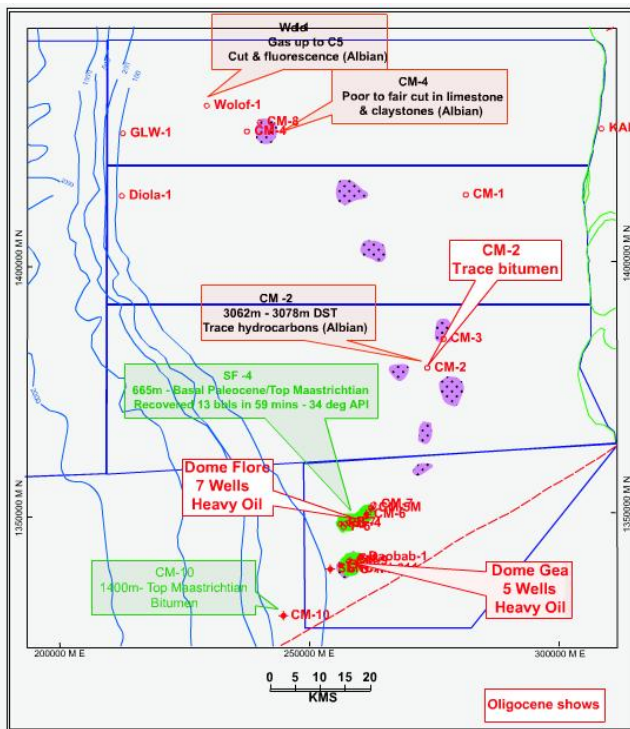 Gas up to C5
Cut & fluorescence (Albian)
CM-4
Poor to fair cut in limestone
& claystones (Albian)
Wolof-1
CM-8
CM-4
GLW-1
Diola-1
CM-1
100
1400000 M N
1400000 M N
CM-2
Trace bitumen
CM -2
3062m - 3078m DST
Trace hydrocarbons (Albian)
CM-3
CM-2
SF -4
665m - Basal Paleocene/Top Maastrichtian
Recovered 13 bbls in 59 mins - 34 deg API
Dome Flore
7 Wells
Heavy Oil
CM-7
CM-6
1350000 M N
1350000 M N
CM-10
1400m- Top Maastrichtian
Bitumen
CM-10
Dome Gea
5 Wells
Heavy Oil
200000 M E
250000 M E
300000 M E
0 5 10 15 20
KMS
Oligocene shows